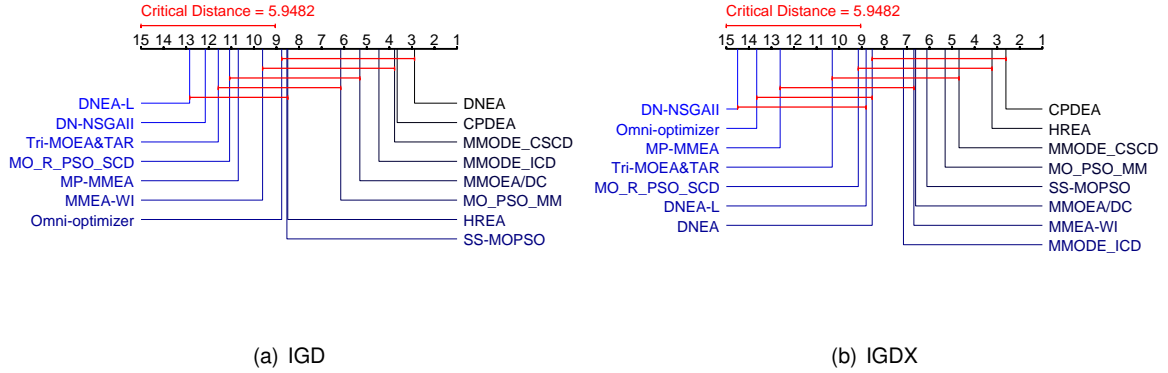 Critical Distance = 5.9482
15 14 13 12 11 10 9 8 7 6 5 4 3 2 1
DNEA-L
DN-NSGAII
Tri-MOEA&TAR
MO_R_PSO_SCD
MP-MMEA
MMEA-WI
Omni-optimizer
DNEA
CPDEA
MMODE_CSCD
MMODE_ICD
MMOEA/DC
MO_PSO_MM
HREA
SS-MOPSO
(a) IGD
Critical Distance = 5.9482
15 14 13 12 11 10 9 8 7 6 5 4 3 2 1
DN-NSGAII
Omni-optimizer
MP-MMEA
Tri-MOEA&TAR
MO_R_PSO_SCD
DNEA-L
DNEA
CPDEA
HREA
MMODE_CSCD
MO_PSO_MM
SS-MOPSO
MMOEA/DC
MMEA-WI
MMODE_ICD
(b) IGDX